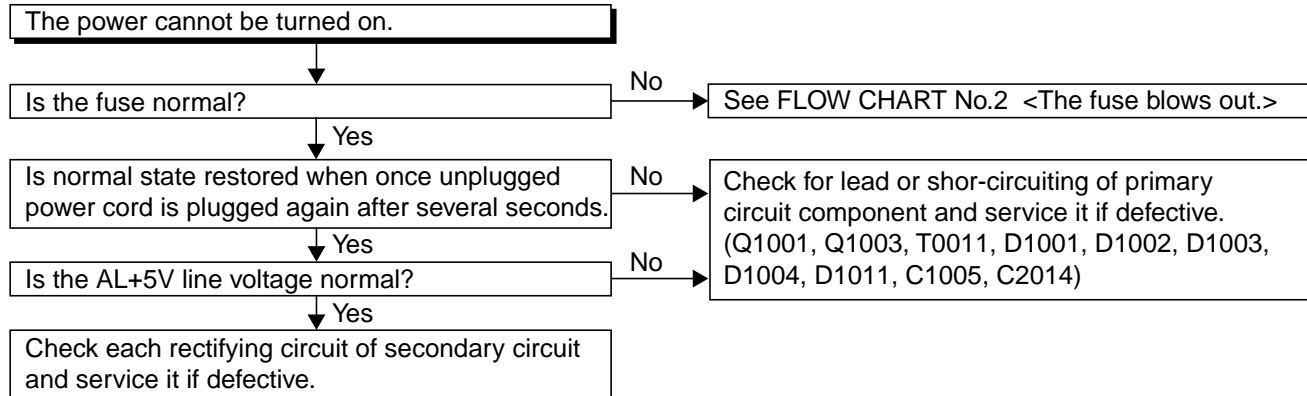 The power cannot be turned on.
Is the fuse normal?
No
See FLOW CHART No.2 <The fuse blows out.>
Yes
Is normal state restored when once unplugged
power cord is plugged again after several seconds.
No
Check for lead or shor-circuiting of primary
circuit component and service it if defective.
(Q1001, Q1003, T0011, D1001, D1002, D1003,
D1004, D1011, C1005, C2014)
Yes
Is the AL+5V line voltage normal?
No
Yes
Check each rectifying circuit of secondary circuit
and service it if defective.